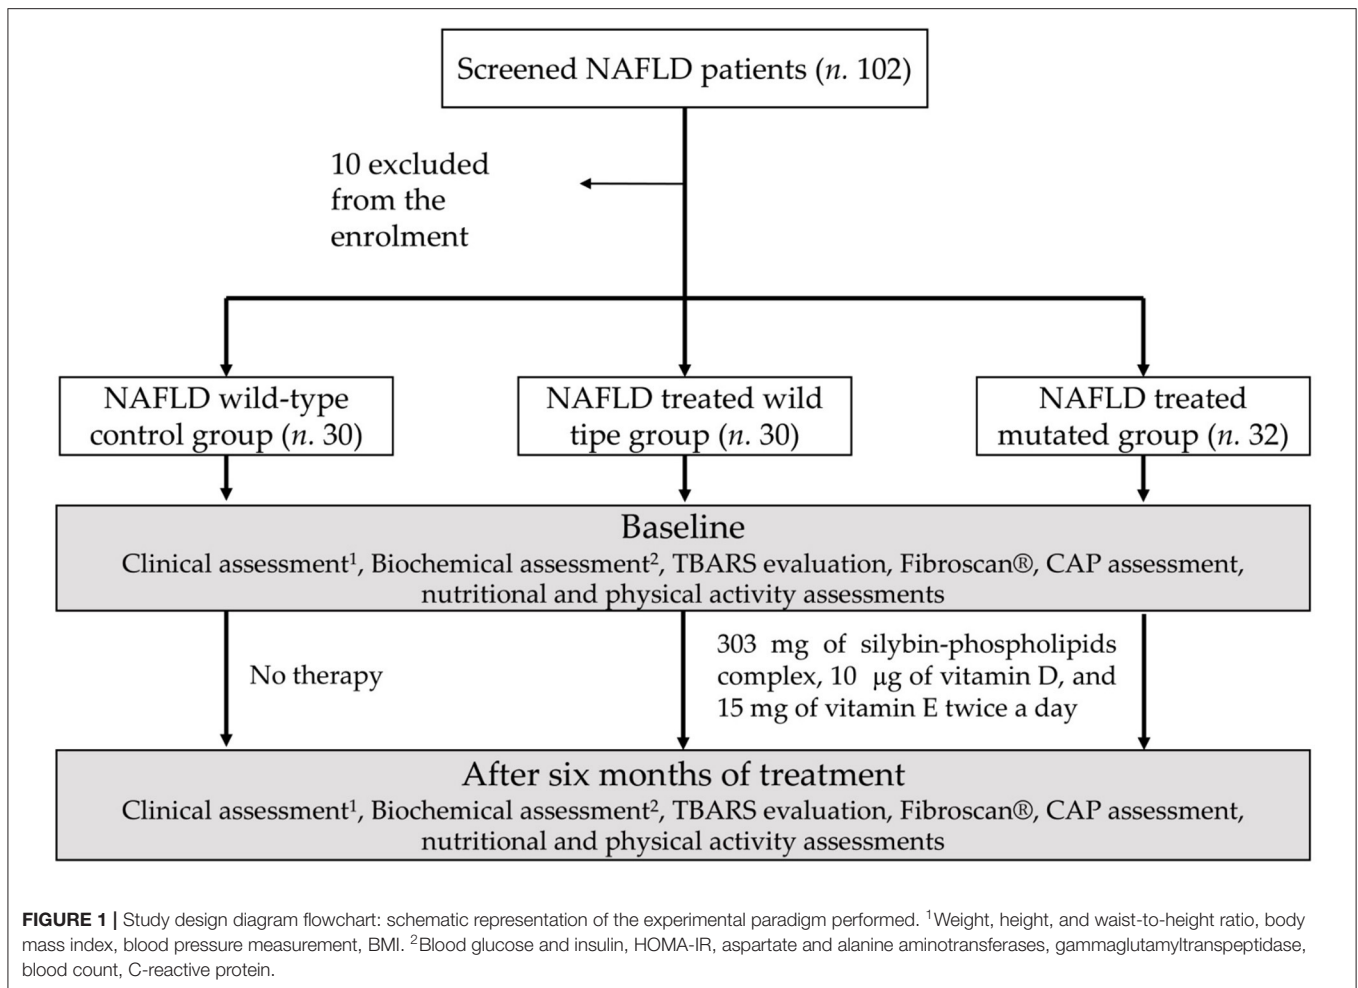 Screened NAFLD patients (n. 102)
10 excluded
from the
enrolment
NAFLD wild-type
control group (n. 30)
NAFLD treated wild
tipe group (n. 30)
NAFLD treated
mutated group (n. 32)
Baseline
Clinical assessment¹, Biochemical assessment², TBARS evaluation, Fibroscan®, CAP assessment,
nutritional and physical activity assessments
No therapy
303 mg of silybin-phospholipids
complex, 10 µg of vitamin D, and
15 mg of vitamin E twice a day
After six months of treatment
Clinical assessment¹, Biochemical assessment², TBARS evaluation, Fibroscan®, CAP assessment,
nutritional and physical activity assessments
FIGURE 1 | Study design diagram flowchart: schematic representation of the experimental paradigm performed. ¹Weight, height, and waist-to-height ratio, body
mass index, blood pressure measurement, BMI. ²Blood glucose and insulin, HOMA-IR, aspartate and alanine aminotransferases, gammaglutamyltranspeptidase,
blood count, C-reactive protein.